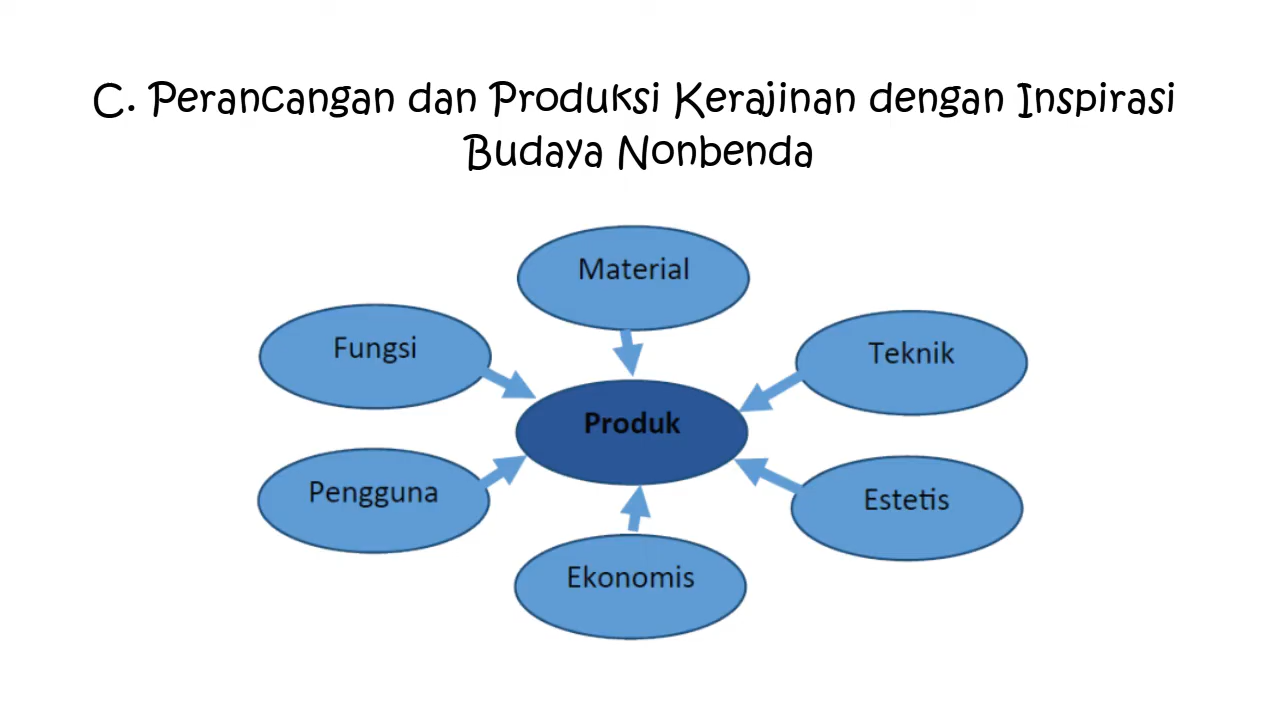 C. Perancangan dan Produksi Kerajinan dengan Inspirasi
Budaya Nonbenda
Material
Fungsi
Teknik
Produk
Pengguna
Estetis
Ekonomis